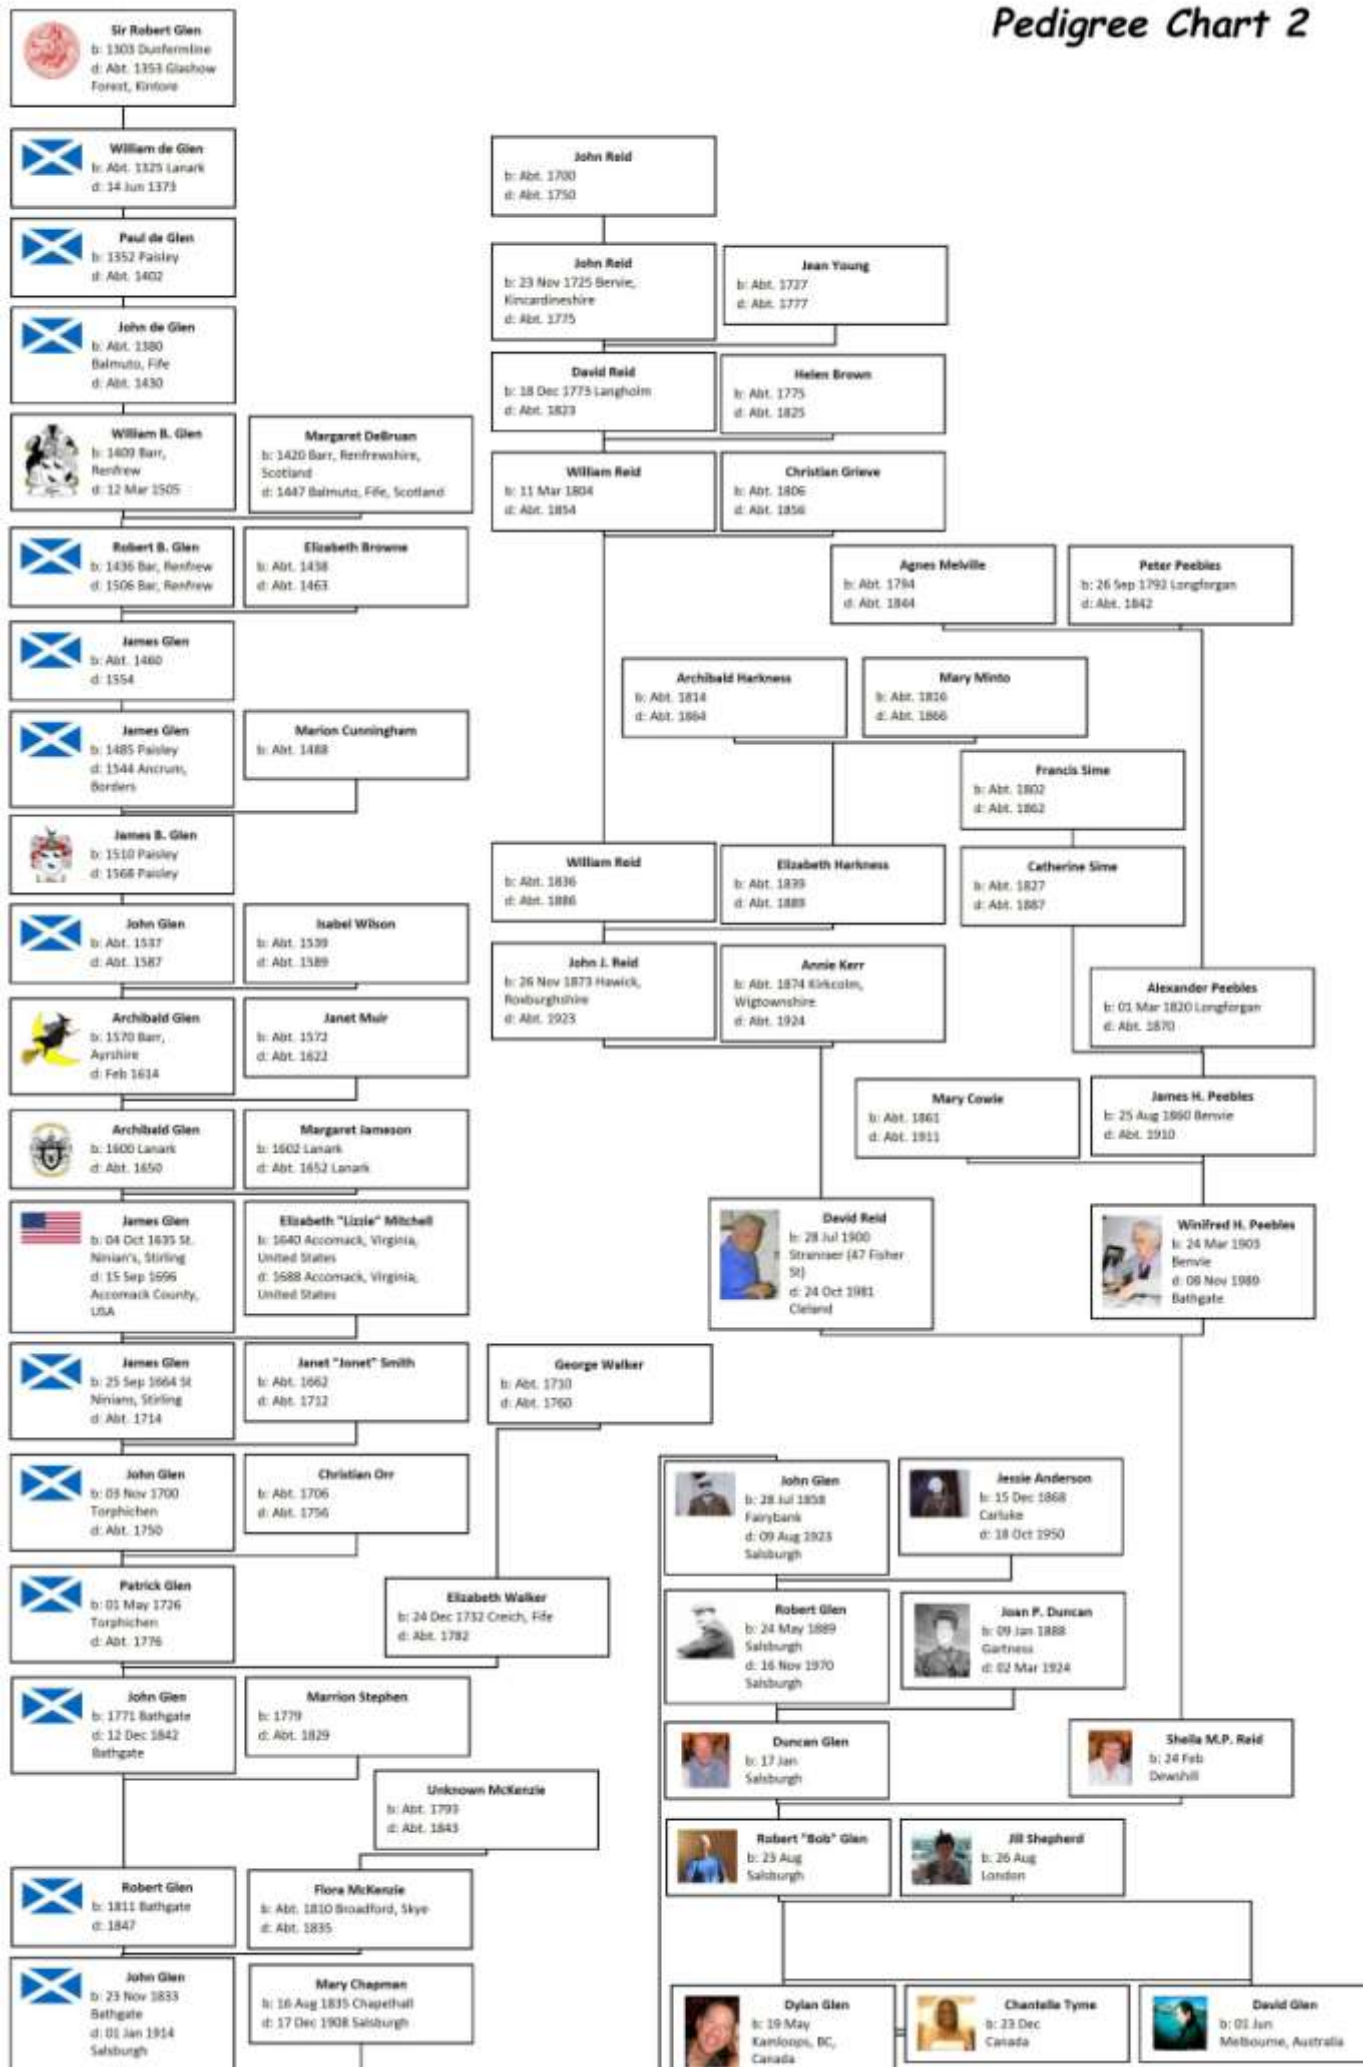 Pedigree Chart 2
Sir Robert Glen
b: 1303 Dunfermline
d: Abt. 1353 Glashow
Forest, Kintore
William de Glen
b: Abt. 1325 Lanark
d: 14 Jun 1373
Paul de Glen
b: 1352 Paisley
d: Abt. 1402
John de Glen
b: Abt. 1380
Balmuto, Fife
d: Abt. 1430
William B. Glen
b: 1409 Barr,
Renfrew
d: 12 Mar 1505
Margaret DeBruan
b: 1420 Barr, Renfrewshire,
Scotland
d: 1447 Balmuto, Fife, Scotland
Robert B. Glen
b: 1436 Bar, Renfrew
d: 1506 Bar, Renfrew
Elizabeth Browne
b: Abt. 1438
d: Abt. 1463
James Glen
b: Abt. 1460
d: 1554
James Glen
b: 1485 Paisley
d: 1544 Ancrum,
Borders
Marion Cunningham
b: Abt. 1488
James B. Glen
b: 1510 Paisley
d: 1568 Paisley
John Glen
b: Abt. 1537
d: Abt. 1587
Isabel Wilson
b: Abt. 1539
d: Abt. 1589
Archibald Glen
b: 1570 Barr,
Ayrshire
d: Feb 1614
Janet Muir
b: Abt. 1572
d: Abt. 1622
Archibald Glen
b: 1600 Lanark
d: Abt. 1650
Margaret Jameson
b: 1602 Lanark
d: Abt. 1652 Lanark
James Glen
b: 04 Oct 1635 St.
Ninian's, Stirling
d: 15 Sep 1696
Accomack County,
USA
Elizabeth "Lizzie" Mitchell
b: 1640 Accomack, Virginia,
United States
d: 1688 Accomack, Virginia,
United States
James Glen
b: 25 Sep 1664 St
Ninians, Stirling
d: Abt. 1714
Janet "Jonet" Smith
b: Abt. 1662
d: Abt. 1712
John Glen
b: 03 Nov 1700
Torphichen
d: Abt. 1750
Christian Orr
b: Abt. 1706
d: Abt. 1756
Patrick Glen
b: 01 May 1726
Torphichen
d: Abt. 1776
Elizabeth Walker
b: 24 Dec 1732 Creich, Fife
d: Abt. 1782
George Walker
b: Abt. 1710
d: Abt. 1760
John Glen
b: 1771 Bathgate
d: 12 Dec 1842
Bathgate
Marrion Stephen
b: 1779
d: Abt. 1829
Unknown McKenzie
b: Abt. 1793
d: Abt. 1843
Robert Glen
b: 1811 Bathgate
d: 1847
Flora McKenzie
b: Abt. 1810 Broadford, Skye
d: Abt. 1835
John Glen
b: 23 Nov 1833
Bathgate
d: 01 Jan 1914
Salsburgh
Mary Chapman
b: 16 Aug 1835 Chapelhall
d: 17 Dec 1908 Salsburgh
John Reid
b: Abt. 1700
d: Abt. 1750
John Reid
b: 23 Nov 1725 Bervie,
Kincardineshire
d: Abt. 1775
Jean Young
b: Abt. 1727
d: Abt. 1777
David Reid
b: 18 Dec 1773 Langholm
d: Abt. 1823
Helen Brown
b: Abt. 1775
d: Abt. 1825
William Reid
b: 11 Mar 1804
d: Abt. 1854
Christian Grieve
b: Abt. 1806
d: Abt. 1856
Agnes Melville
b: Abt. 1794
d: Abt. 1844
Peter Peebles
b: 26 Sep 1792 Longforgan
d: Abt. 1842
Archibald Harkness
b: Abt. 1814
d: Abt. 1864
Mary Minto
b: Abt. 1816
d: Abt. 1866
Francis Sime
b: Abt. 1802
d: Abt. 1862
William Reid
b: Abt. 1836
d: Abt. 1886
Elizabeth Harkness
b: Abt. 1839
d: Abt. 1889
Catherine Sime
b: Abt. 1827
d: Abt. 1887
John J. Reid
b: 26 Nov 1873 Hawick,
Roxburghshire
d: Abt. 1923
Annie Kerr
b: Abt. 1874 Kirkcolm,
Wigtownshire
d: Abt. 1924
Alexander Peebles
b: 01 Mar 1820 Longforgan
d: Abt. 1870
Mary Cowie
b: Abt. 1861
d: Abt. 1911
James H. Peebles
b: 25 Aug 1860 Benvie
d: Abt. 1910
David Reid
b: 28 Jul 1900
Stranraer (47 Fisher
St)
d: 24 Oct 1981
Cleland
Winifred H. Peebles
b: 24 Mar 1903
Benvie
d: 08 Nov 1989
Bathgate
John Glen
b: 28 Jul 1858
Fairybank
d: 09 Aug 1923
Salsburgh
Jessie Anderson
b: 15 Dec 1868
Carluke
d: 18 Oct 1950
Robert Glen
b: 24 May 1889
Salsburgh
d: 16 Nov 1970
Salsburgh
Joan P. Duncan
b: 09 Jan 1888
Gartness
d: 02 Mar 1924
Duncan Glen
b: 17 Jan
Salsburgh
Sheila M.P. Reid
b: 24 Feb
Dewshill
Robert "Bob" Glen
b: 23 Aug
Salsburgh
Jill Shepherd
b: 26 Aug
London
Dylan Glen
b: 19 May
Kamloops, BC,
Canada
Chantelle Tyme
b: 23 Dec
Canada
David Glen
b: 01 Jun
Melbourne, Australia